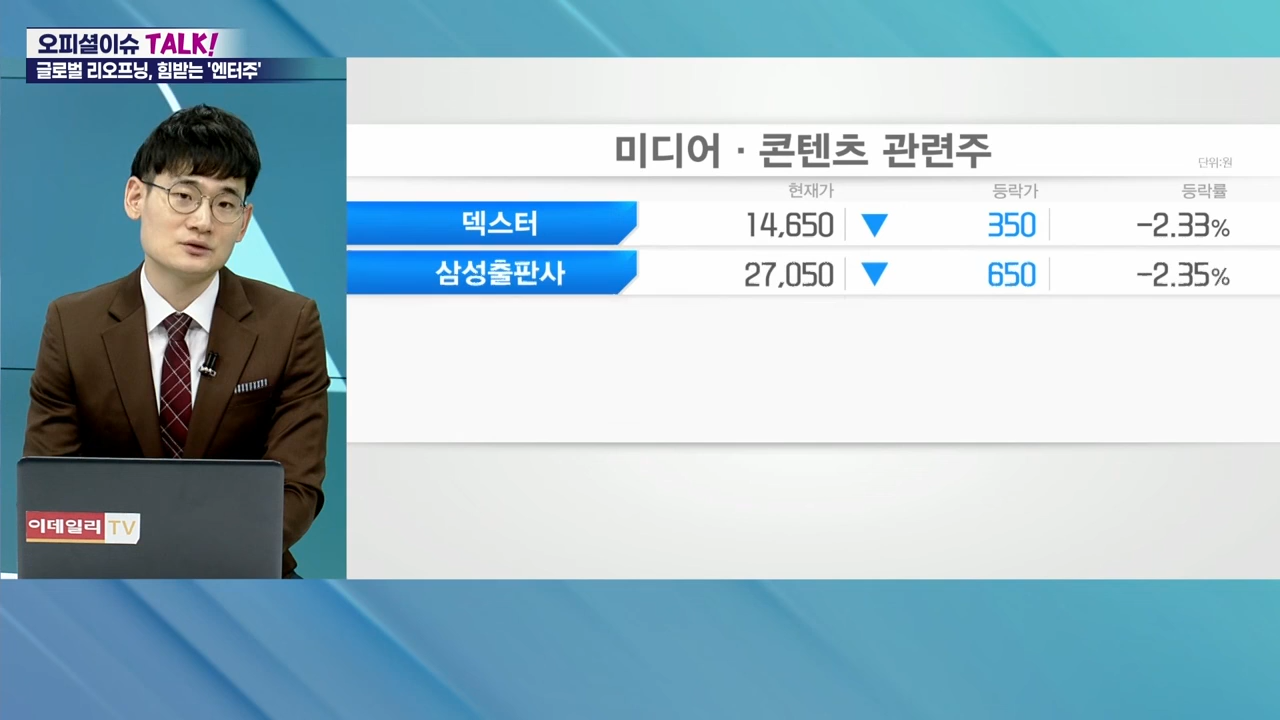 오피셜이슈 TALK!
글로벌 리오프닝, 힘받는 '엔터주'
미디어 · 콘텐츠 관련주
단위:원
현재가 등락가 등락률
덱스터 14,650 ▼ 350 -2.33%
삼성출판사 27,050 ▼ 650 -2.35%
이데일리 TV